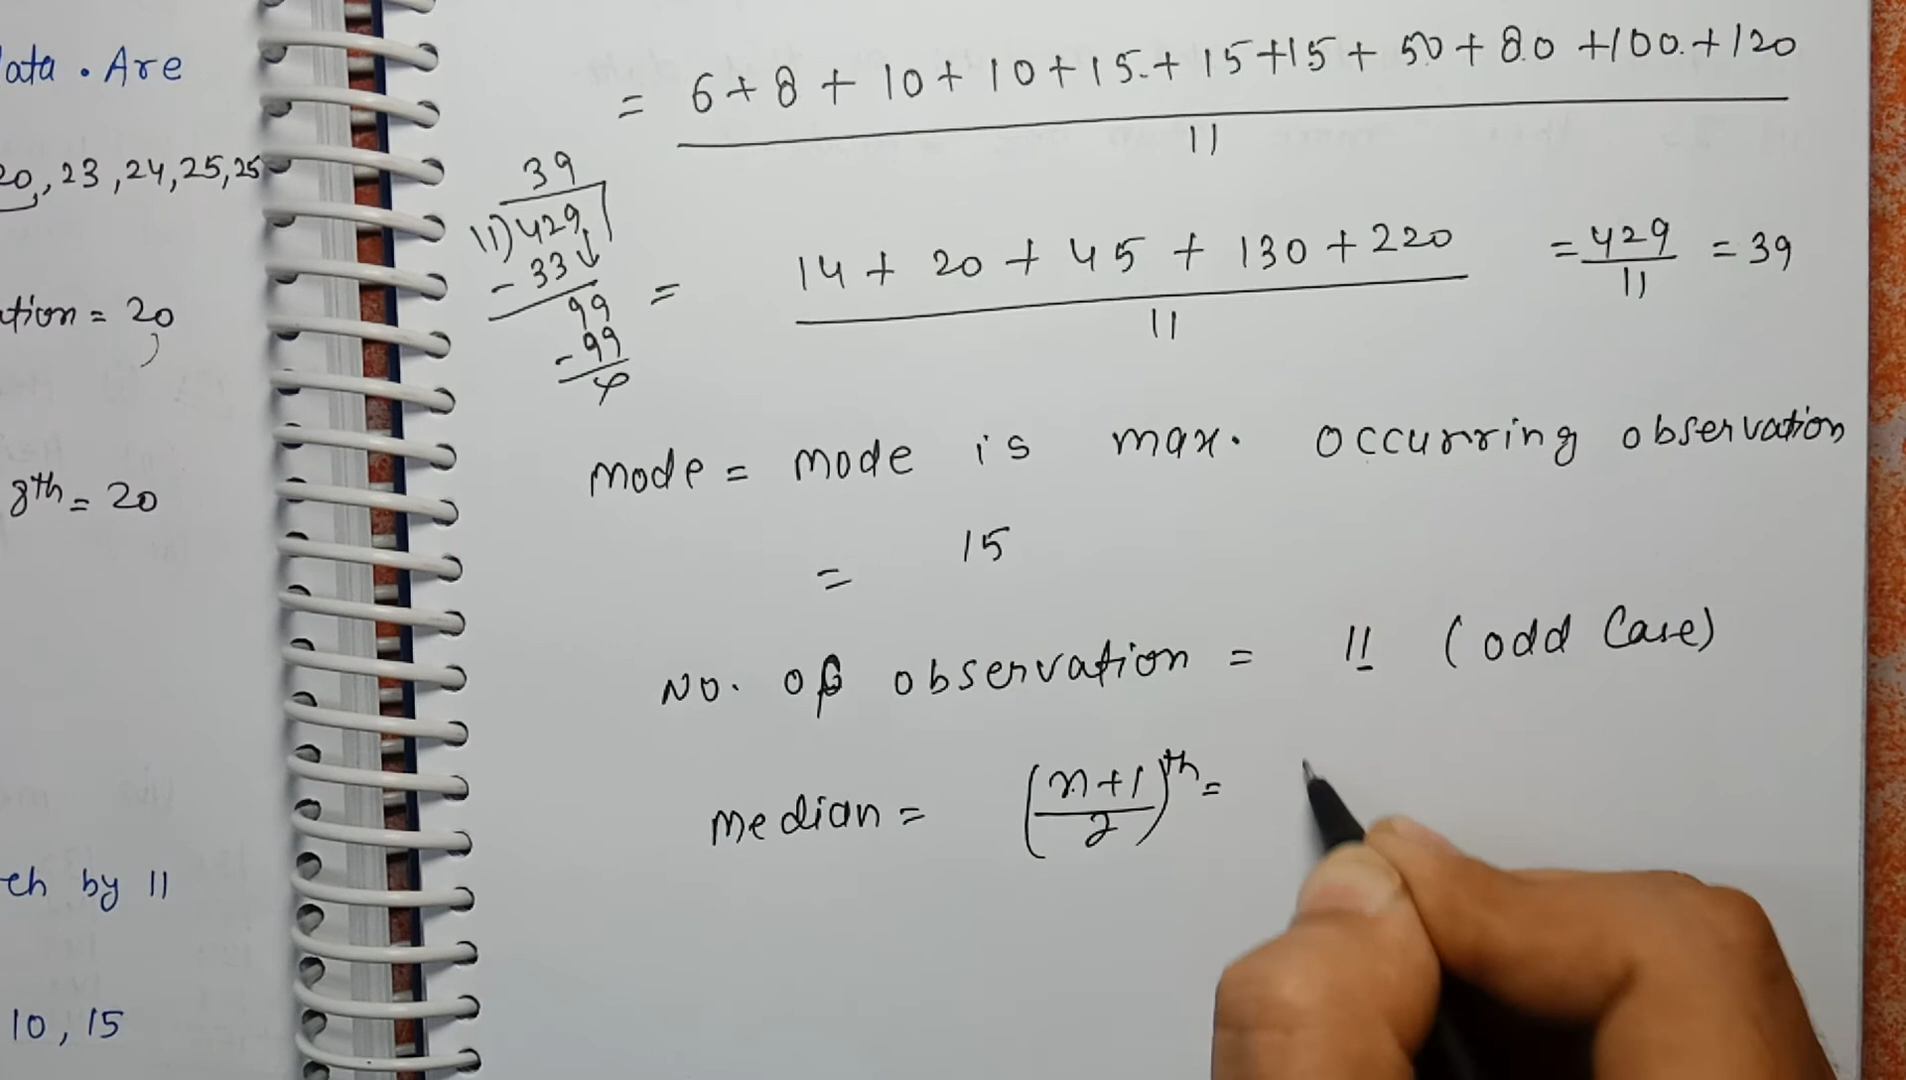 ata . Are
20, 23, 24, 25, 25
tion = 20
8th = 20
ch by 11
10, 15
= 6 + 8 + 10 + 10 + 15 + 15 + 15 + 50 + 80 + 100 + 120
11
39
11)429
- 33
99
- 99
= 14 + 20 + 45 + 130 + 220 = 429 = 39
11 11
mode = mode is max. occurring observation
= 15
No. of observation = 11 (odd Case)
median = (n+1/2)th =